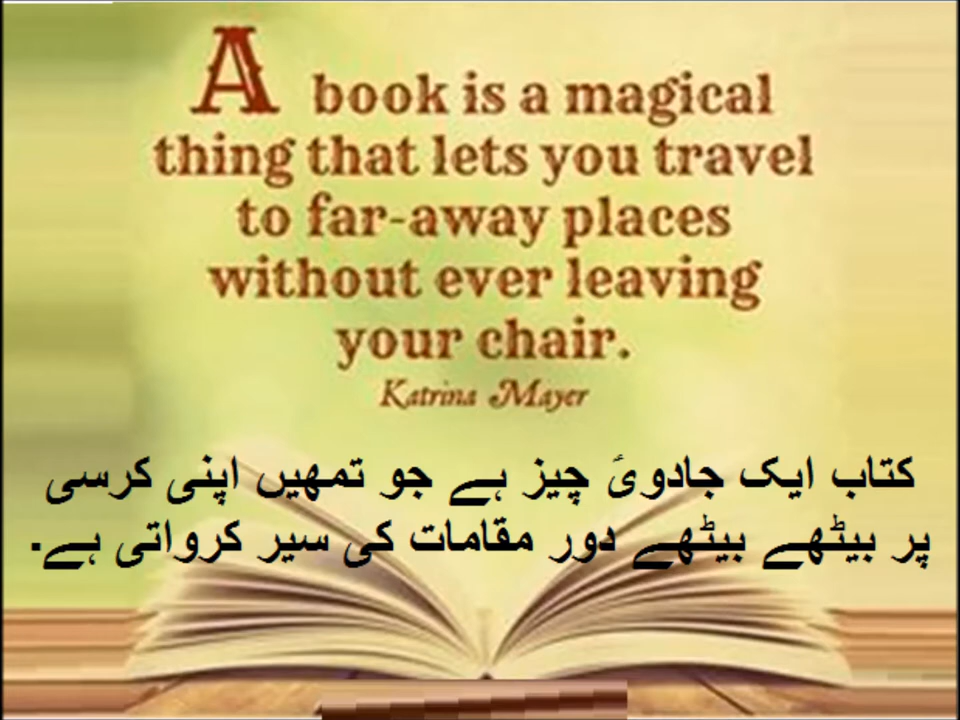 A book is a magical
thing that lets you travel
to far-away places
without ever leaving
your chair.
Katrina Mayer
کتاب ایک جادویٔ چیز ہے جو تمھیں اپنی کرسی
پر بیٹھے بیٹھے دور مقامات کی سیر کرواتی ہے۔